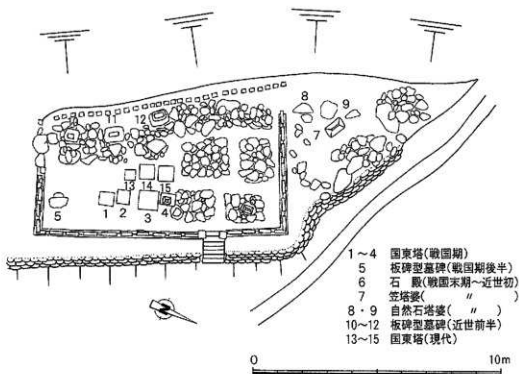 8
9
11
12
7
13
14
15
5
1
2
3
4
1～4 国東塔(戦国期)
5 板碑型墓碑(戦国期後半)
6 石 殿(戦国末期～近世初)
7 笠塔婆( 〃 )
8・9 自然石塔婆( 〃 )
10～12 板碑型墓碑(近世前半)
13～15 国東塔(現代)
0
10m